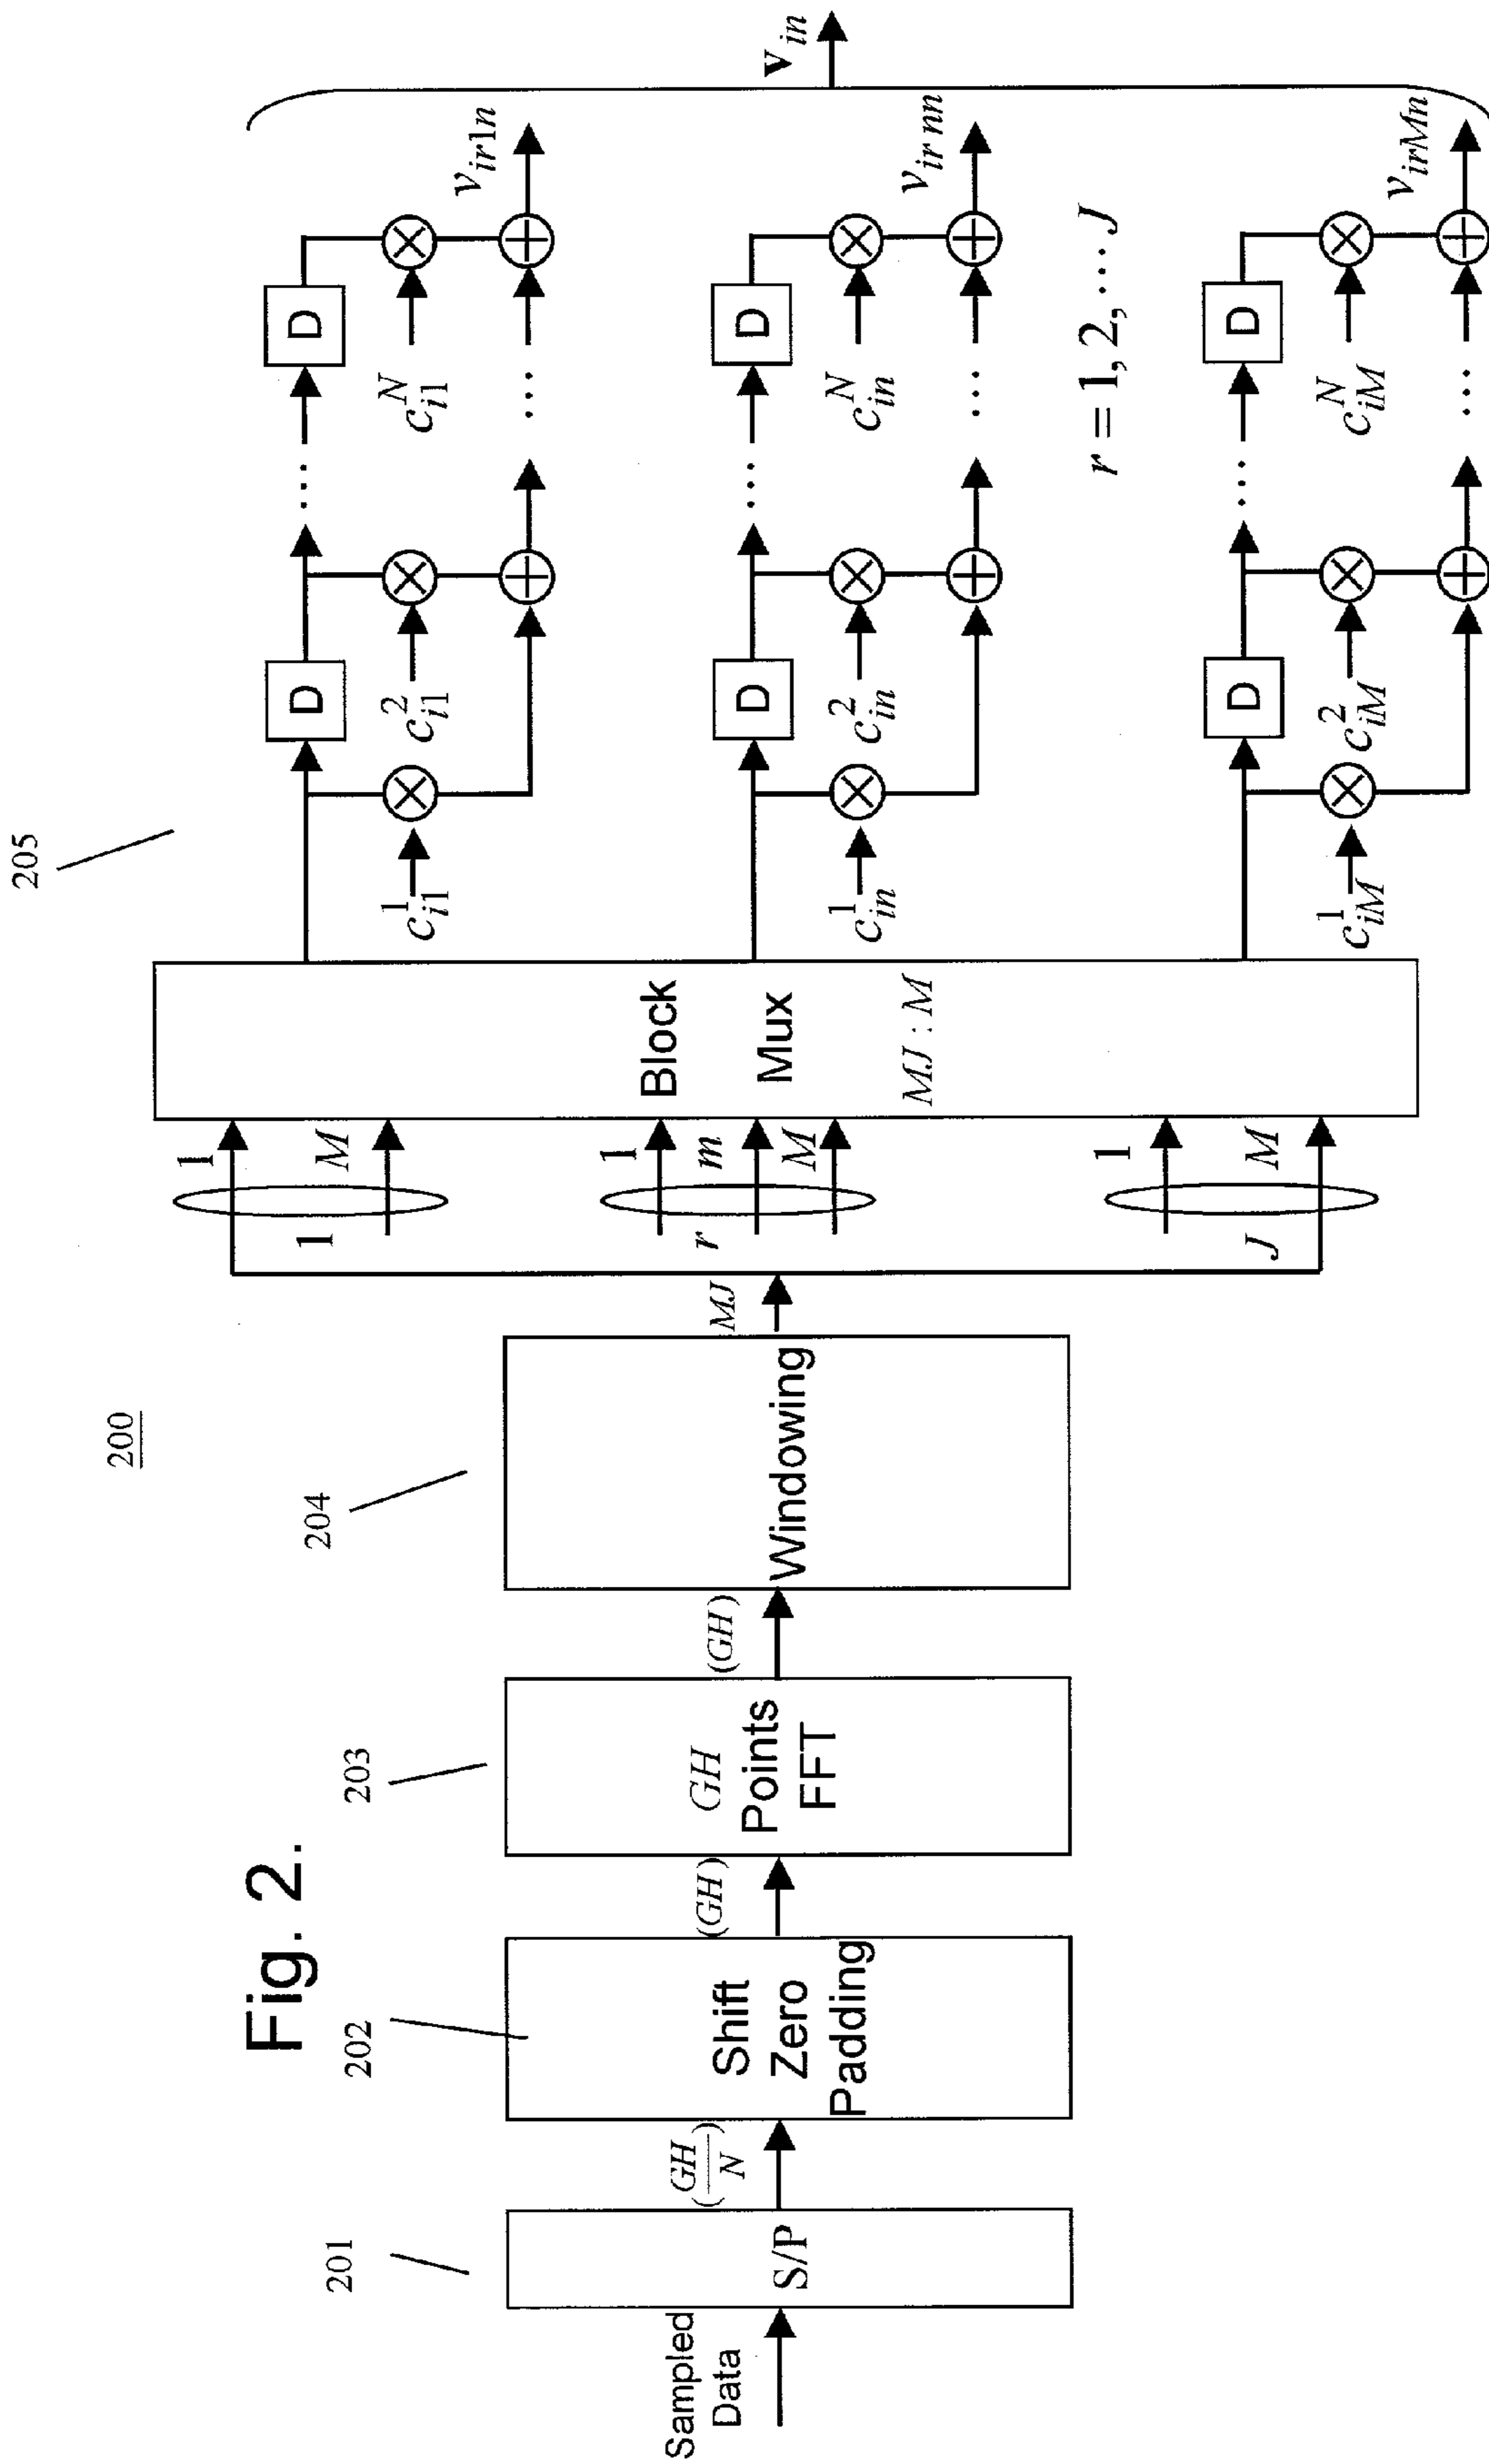 Fig. 2.
200
201
202
203
204
205
Sampled
Data
S/P
(GH/N)
Shift
Zero
Padding
(GH)
GH
Points
FFT
(GH)
Windowing
MJ
1
1
M
r
1
m
M
J
1
M
Block
Mux
MJ : M
D
...
D
c_{i1}^1
c_{i1}^2
c_{i1}^N
...
v_{ir1n}
D
...
D
c_{in}^1
c_{in}^2
c_{in}^N
...
v_{irnn}
r = 1, 2, ... J
D
...
D
c_{iM}^1
c_{iM}^2
c_{iM}^N
...
v_{irMn}
v_{in}